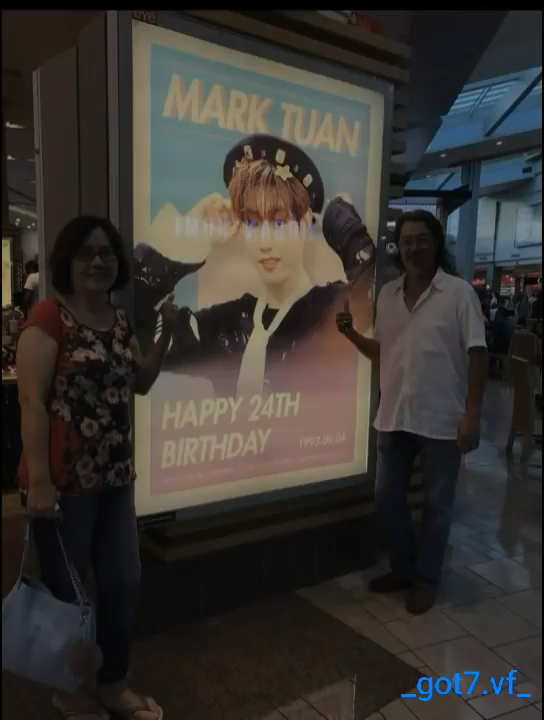 MARK TUAN
HAPPY 24TH
BIRTHDAY
1993.09.04
_got7.vf_